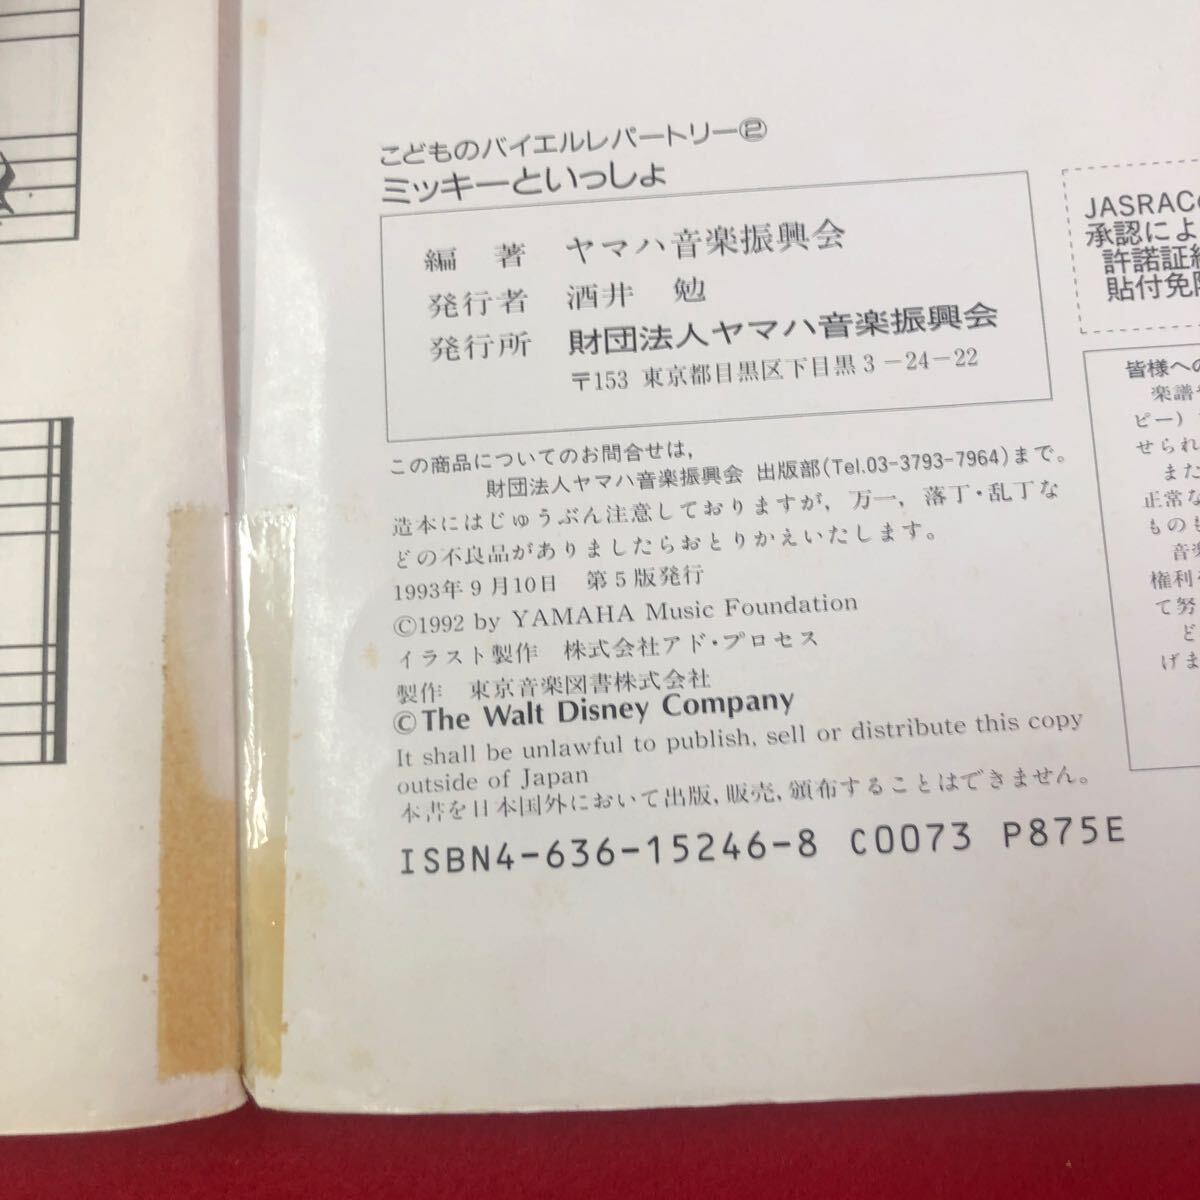 こどものバイエルレパートリー②
ミッキーといっしょ
編 著 ヤマハ音楽振興会
発行者 酒井 勉
発行所 財団法人ヤマハ音楽振興会
〒153 東京都目黒区下目黒3-24-22
この商品についてのお問合せは,
財団法人ヤマハ音楽振興会 出版部(Tel.03-3793-7964)まで。
造本にはじゅうぶん注意しておりますが, 万一, 落丁・乱丁な
どの不良品がありましたらおとりかえいたします。
1993年9月10日 第5版発行
©1992 by YAMAHA Music Foundation
イラスト製作 株式会社アド・プロセス
製作 東京音楽図書株式会社
© The Walt Disney Company
It shall be unlawful to publish, sell or distribute this copy
outside of Japan
本書を日本国外において出版, 販売, 頒布することはできません。
ISBN4-636-15246-8 C0073 P875E
JASRAC
承認によ
許諾証
貼付免
皆様への
楽譜
ピー)
せられ
また
正常な
ものも
音楽
権利
て努
ど
げま